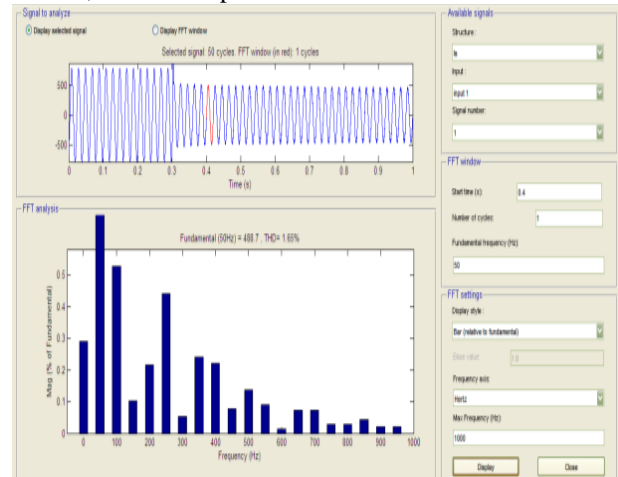 Signal to analyze
Display selected signal
Display FFT window
Selected signal: 50 cycles. FFT window (in red): 1 cycles
500
0
-500
0 0.1 0.2 0.3 0.4 0.5 0.6 0.7 0.8 0.9 1
Time (s)
FFT analysis
Fundamental (50Hz) = 488.7 , THD= 1.65%
Mag (% of Fundamental)
0.5
0.4
0.3
0.2
0.1
0
0 100 200 300 400 500 600 700 800 900 1000
Frequency (Hz)
Available signals
Structure :
Input :
input 1
Signal number:
1
FFT window
Start time (s):
0.4
Number of cycles:
1
Fundamental frequency (Hz):
50
FFT settings
Display style :
Bar (relative to fundamental)
Base value:
1.0
Frequency axis:
Hertz
Max Frequency (Hz):
1000
Display
Close